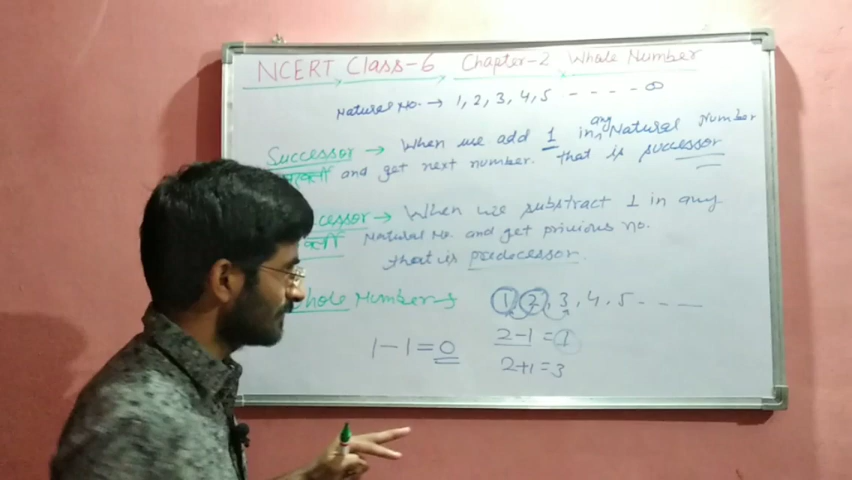 NCERT Class-6 Chapter-2 Whole Number
Natural No. → 1, 2, 3, 4, 5 - - - - ∞
Successor → When we add 1 in any Natural Number
and get next number. that is successor
cessor → When we substract 1 in any
Natural No. and get privious no.
that is predecessor.
Whole Number → 1, 2, 3, 4, 5 - - - -
1-1=0 2-1=1
2+1=3